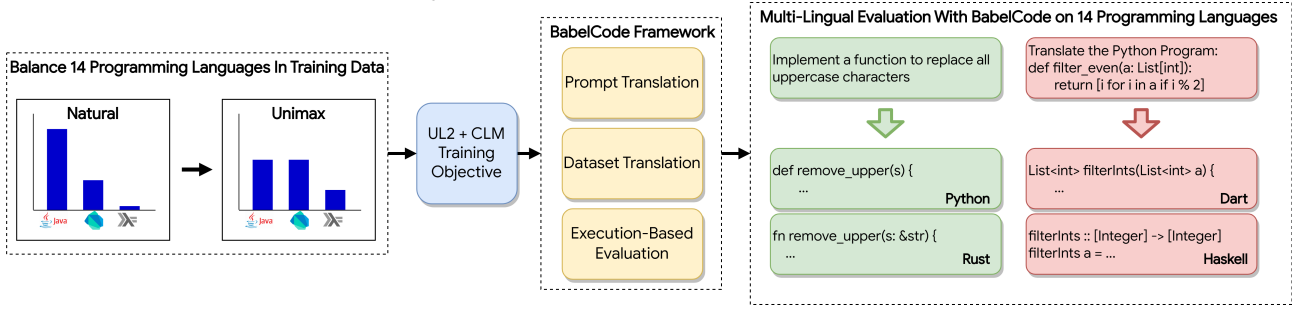 Balance 14 Programming Languages In Training Data
Natural
Java
Unimax
Java
UL2 + CLM
Training
Objective
BabelCode Framework
Prompt Translation
Dataset Translation
Execution-Based
Evaluation
Multi-Lingual Evaluation With BabelCode on 14 Programming Languages
Implement a function to replace all
uppercase characters
def remove_upper(s) {
...
Python
fn remove_upper(s: &str) {
...
Rust
Translate the Python Program:
def filter_even(a: List[int]):
return [i for i in a if i % 2]
List<int> filterInts(List<int> a) {
...
Dart
filterInts :: [Integer] -> [Integer]
filterInts a = ...
Haskell